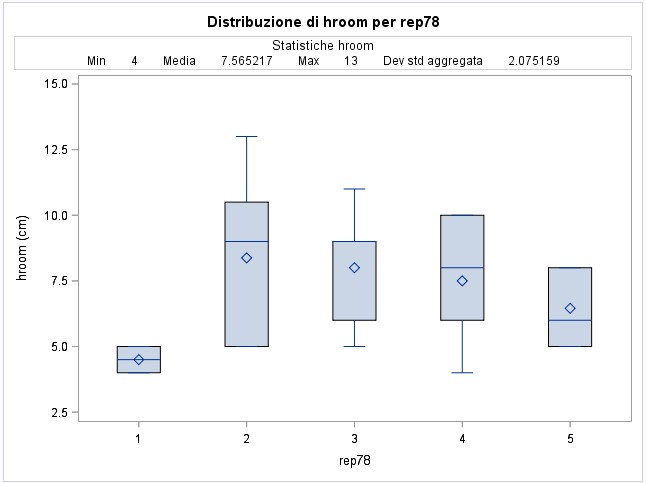 Distribuzione di hroom per rep78
Statistiche hroom
Min 4 Media 7.565217 Max 13 Dev std aggregata 2.075159
15.0
12.5
10.0
7.5
5.0
2.5
hroom (cm)
1 2 3 4 5
rep78